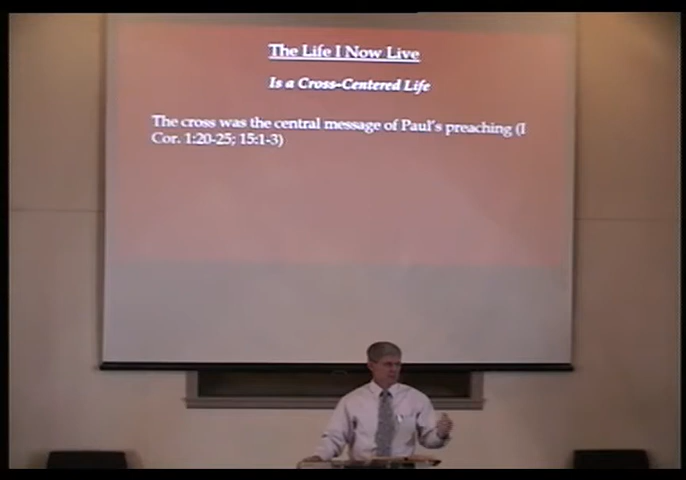 The Life I Now Live
Is a Cross-Centered Life
The cross was the central message of Paul's preaching (I
Cor. 1:20-25; 15:1-3)